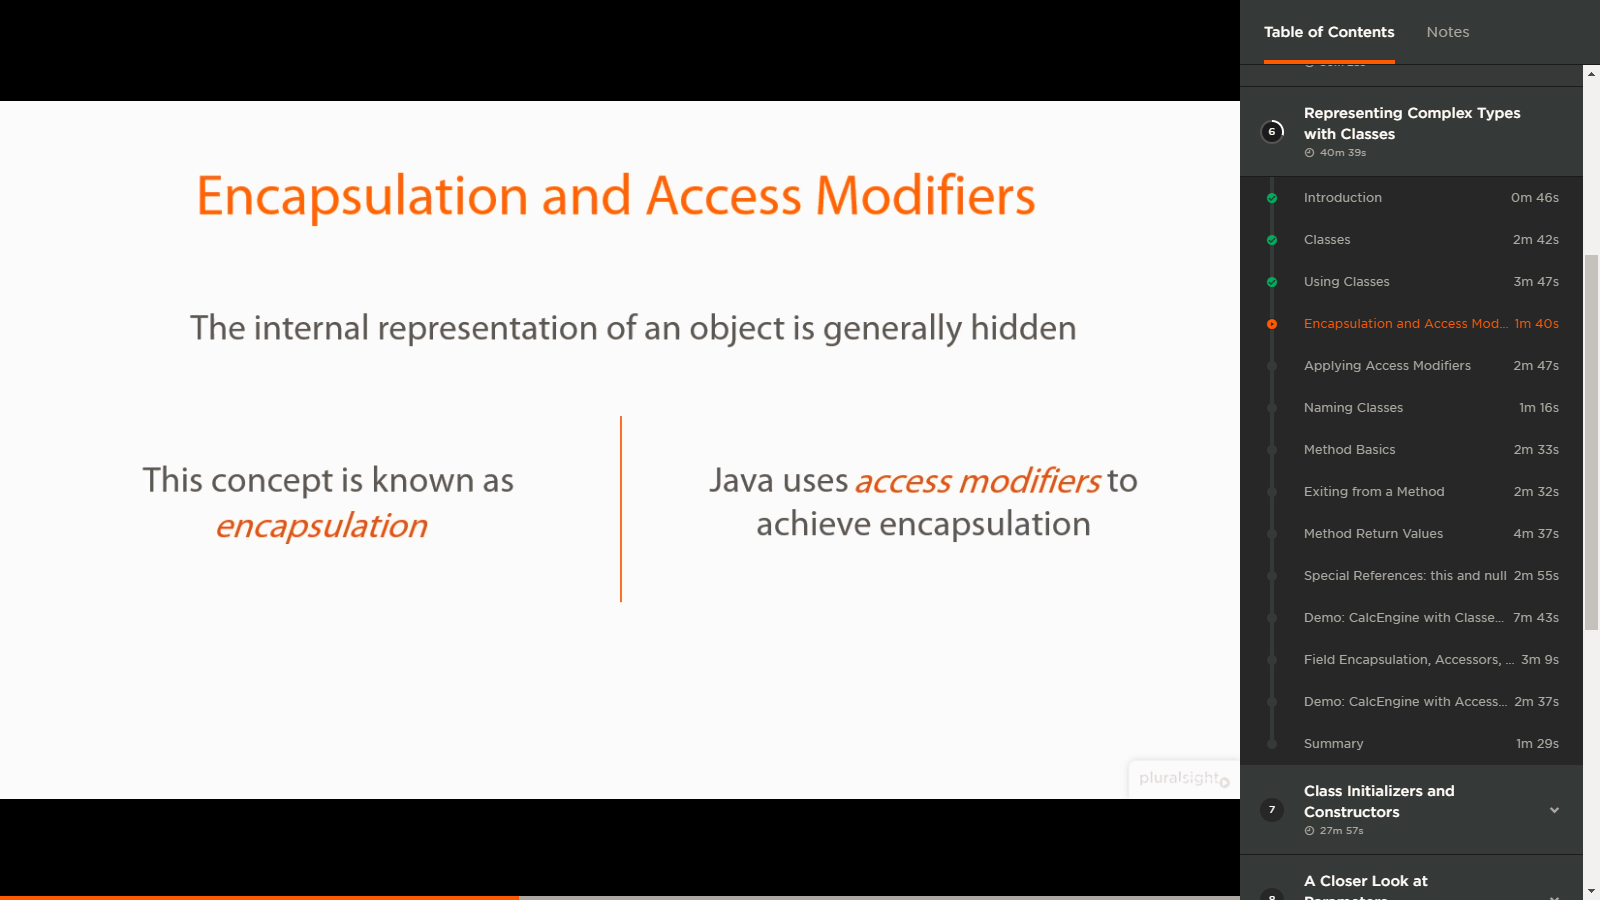 Encapsulation and Access Modifiers
The internal representation of an object is generally hidden
This concept is known as
encapsulation
Java uses access modifiers to
achieve encapsulation
pluralsight
Table of Contents
Notes
6
Representing Complex Types
with Classes
40m 39s
Introduction 0m 46s
Classes 2m 42s
Using Classes 3m 47s
Encapsulation and Access Mod... 1m 40s
Applying Access Modifiers 2m 47s
Naming Classes 1m 16s
Method Basics 2m 33s
Exiting from a Method 2m 32s
Method Return Values 4m 37s
Special References: this and null 2m 55s
Demo: CalcEngine with Classe... 7m 43s
Field Encapsulation, Accessors, ... 3m 9s
Demo: CalcEngine with Access... 2m 37s
Summary 1m 29s
7
Class Initializers and
Constructors
27m 57s
A Closer Look at
Parameters